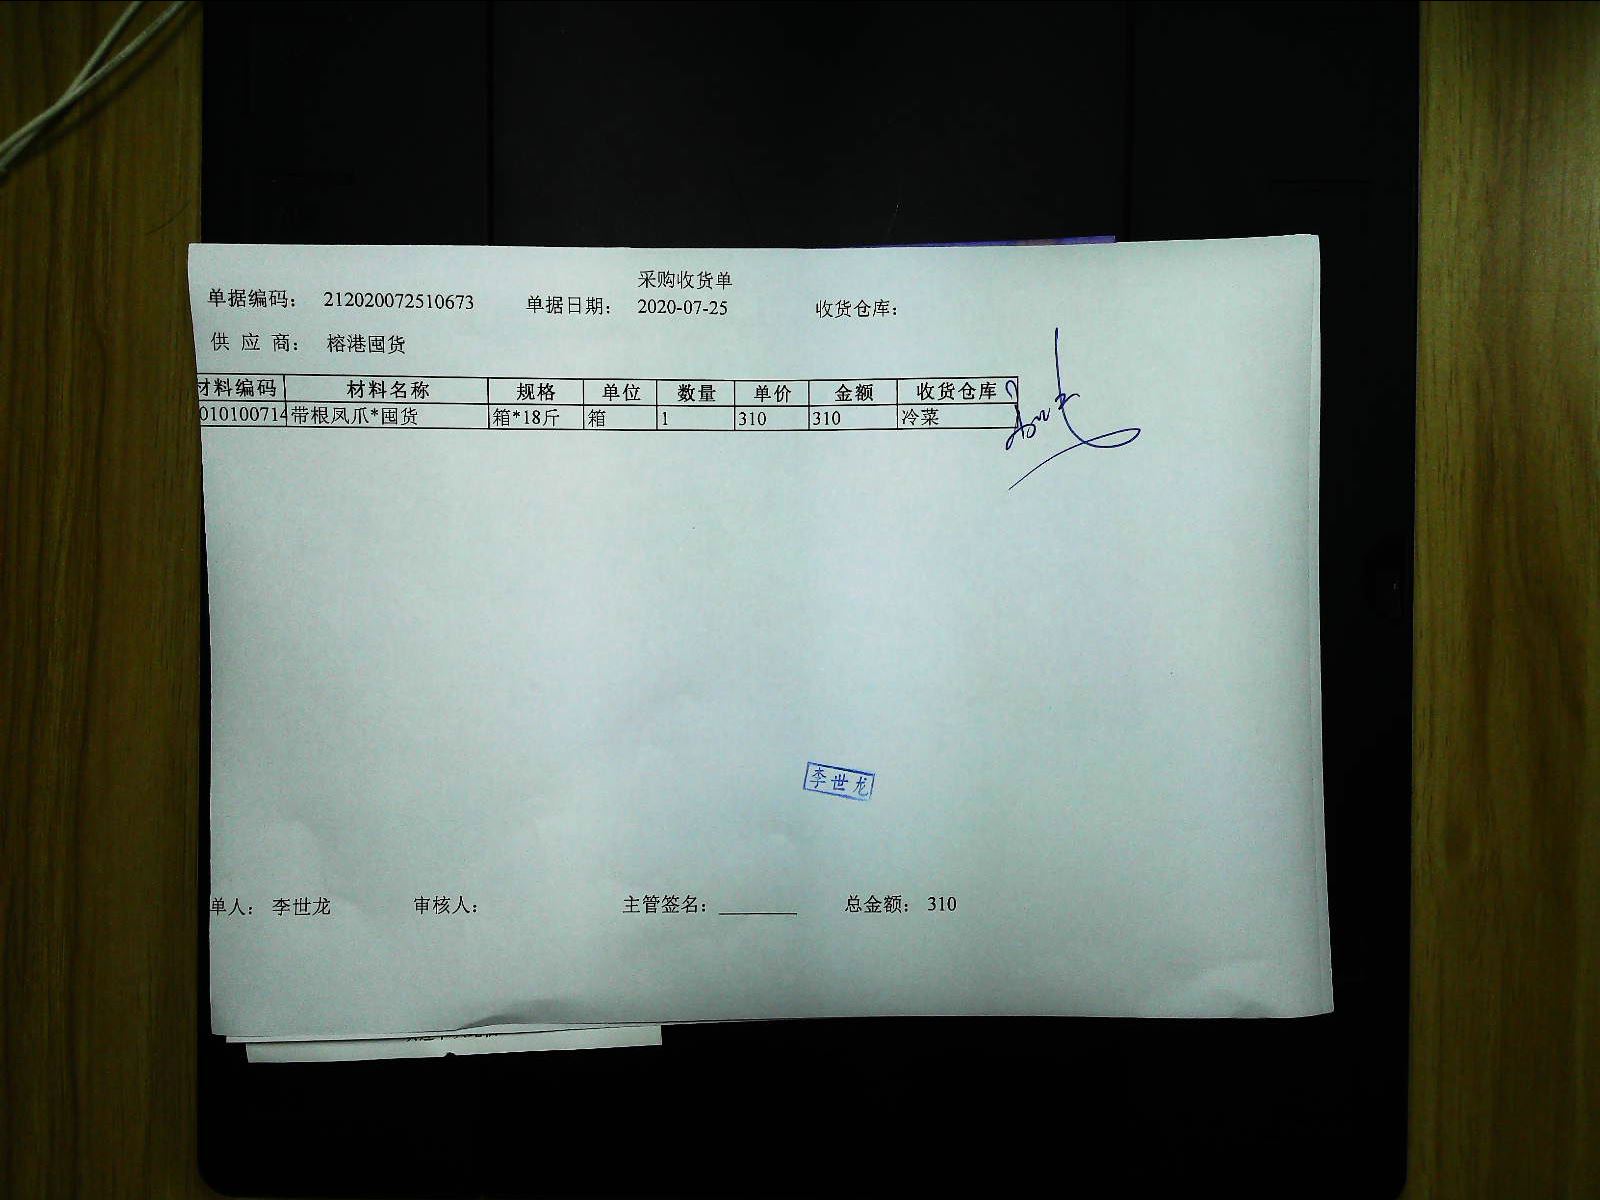 采购收货单
单据编码： 212020072510673 单据日期： 2020-07-25 收货仓库：
供 应 商： 榕港囤货
材料编码 材料名称 规格 单位 数量 单价 金额 收货仓库
010100714 带根凤爪*囤货 箱*18斤 箱 1 310 310 冷菜
李世龙
单人： 李世龙 审核人： 主管签名： 总金额： 310